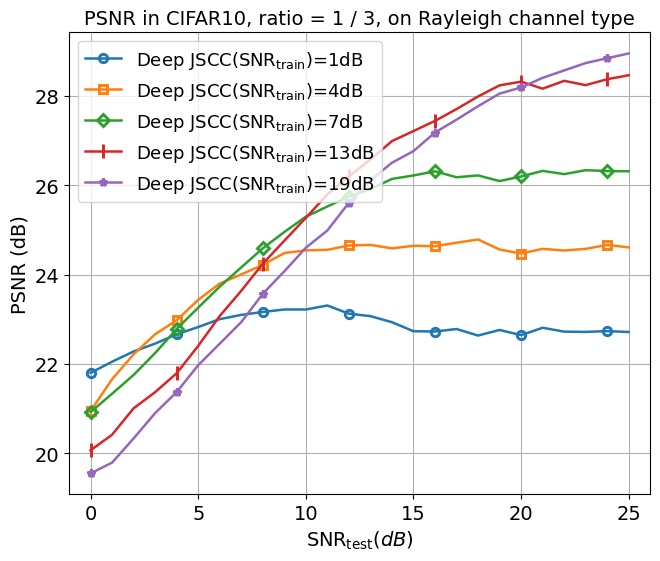 PSNR in CIFAR10, ratio = 1 / 3, on Rayleigh channel type
Deep JSCC(SNRtrain)=1dB
Deep JSCC(SNRtrain)=4dB
Deep JSCC(SNRtrain)=7dB
Deep JSCC(SNRtrain)=13dB
Deep JSCC(SNRtrain)=19dB
PSNR (dB)
28
26
24
22
20
0 5 10 15 20 25
SNRtest(dB)